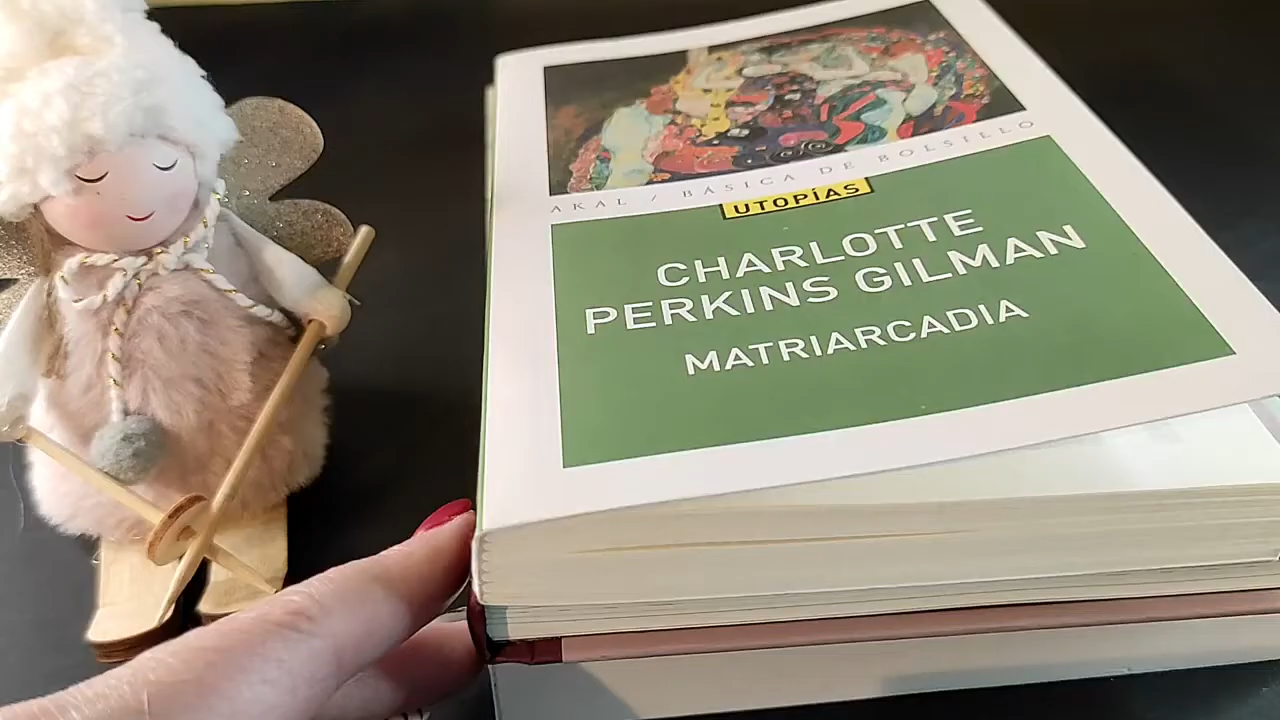 AKAL / BÁSICA DE BOLSILLO
UTOPÍAS
CHARLOTTE
PERKINS GILMAN
MATRIARCADIA